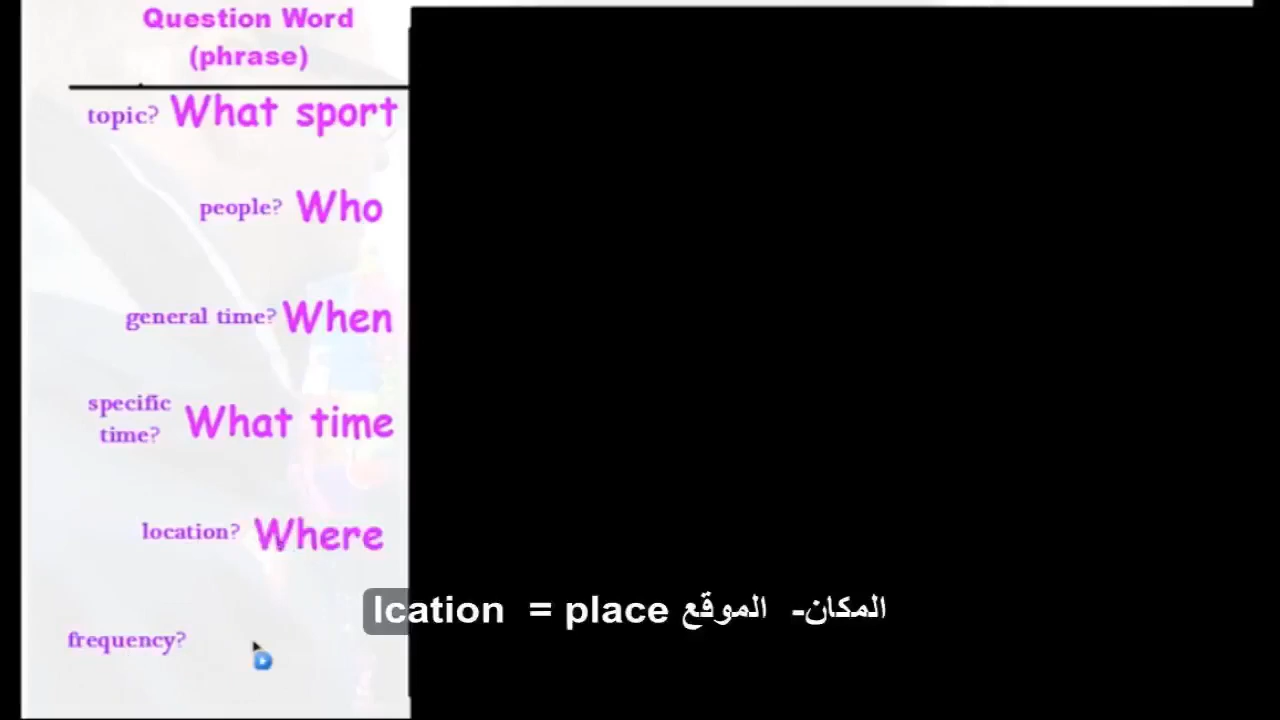 Question Word
(phrase)
topic? What sport
people? Who
general time? When
specific
time? What time
location? Where
lcation = place المكان- الموقع
frequency?